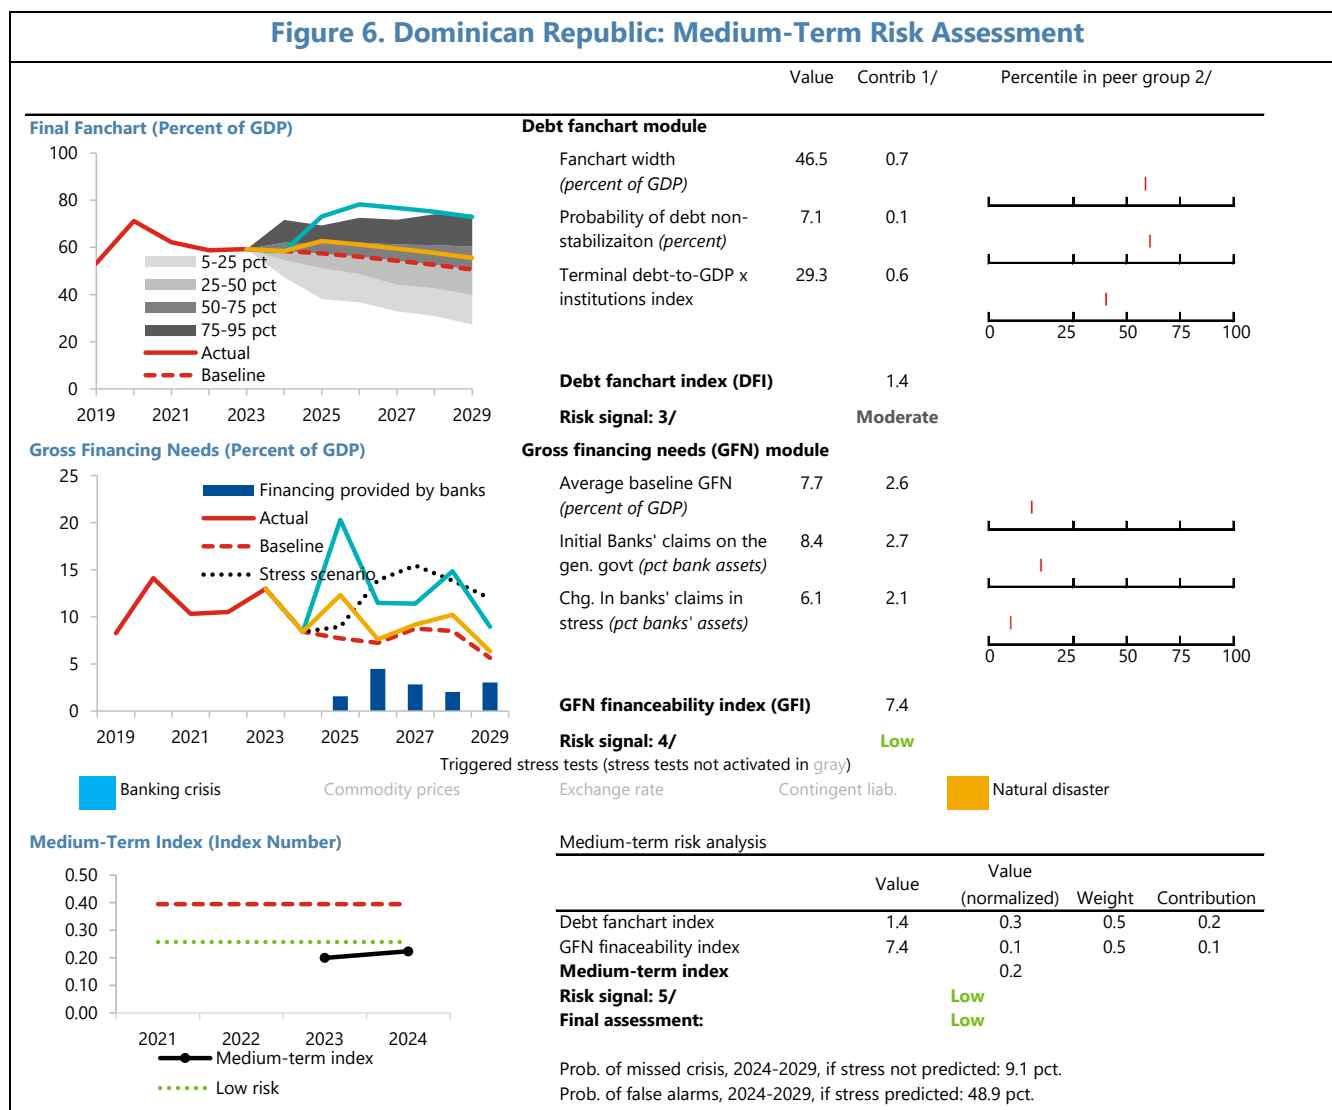 Figure 6. Dominican Republic: Medium-Term Risk Assessment
Value Contrib 1/ Percentile in peer group 2/
Final Fanchart (Percent of GDP)
100
80
60
40
20
0
5-25 pct
25-50 pct
50-75 pct
75-95 pct
Actual
Baseline
2019 2021 2023 2025 2027 2029
Debt fanchart module
Fanchart width 46.5 0.7
(percent of GDP)
Probability of debt non- 7.1 0.1
stabilizaiton (percent)
Terminal debt-to-GDP x 29.3 0.6
institutions index
0 25 50 75 100
Debt fanchart index (DFI) 1.4
Risk signal: 3/ Moderate
Gross Financing Needs (Percent of GDP)
25
20
15
10
5
0
Financing provided by banks
Actual
Baseline
Stress scenario
2019 2021 2023 2025 2027 2029
Gross financing needs (GFN) module
Average baseline GFN 7.7 2.6
(percent of GDP)
Initial Banks' claims on the 8.4 2.7
gen. govt (pct bank assets)
Chg. In banks' claims in 6.1 2.1
stress (pct banks' assets)
0 25 50 75 100
GFN financeability index (GFI) 7.4
Risk signal: 4/ Low
Triggered stress tests (stress tests not activated in gray)
Banking crisis Commodity prices Exchange rate Contingent liab. Natural disaster
Medium-Term Index (Index Number)
0.50
0.40
0.30
0.20
0.10
0.00
2021 2022 2023 2024
Medium-term index
Low risk
Medium-term risk analysis
Value Value (normalized) Weight Contribution
Debt fanchart index 1.4 0.3 0.5 0.2
GFN finaceability index 7.4 0.1 0.5 0.1
Medium-term index 0.2
Risk signal: 5/ Low
Final assessment: Low
Prob. of missed crisis, 2024-2029, if stress not predicted: 9.1 pct.
Prob. of false alarms, 2024-2029, if stress predicted: 48.9 pct.